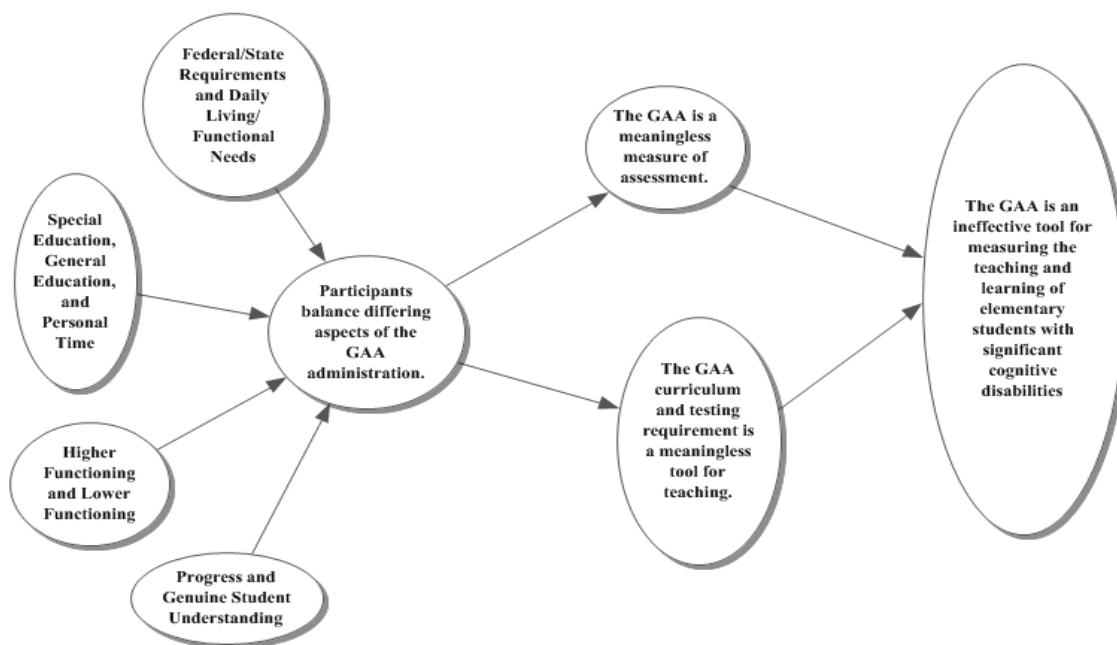 Federal/State
Requirements
and Daily
Living/
Functional
Needs
Special
Education,
General
Education,
and
Personal
Time
Higher
Functioning
and Lower
Functioning
Progress and
Genuine Student
Understanding
Participants
balance differing
aspects of the
GAA
administration.
The GAA is a
meaningless
measure of
assessment.
The GAA
curriculum
and testing
requirement is
a meaningless
tool for
teaching.
The GAA is an
ineffective tool for
measuring the
teaching and
learning of
elementary
students with
significant
cognitive
disabilities